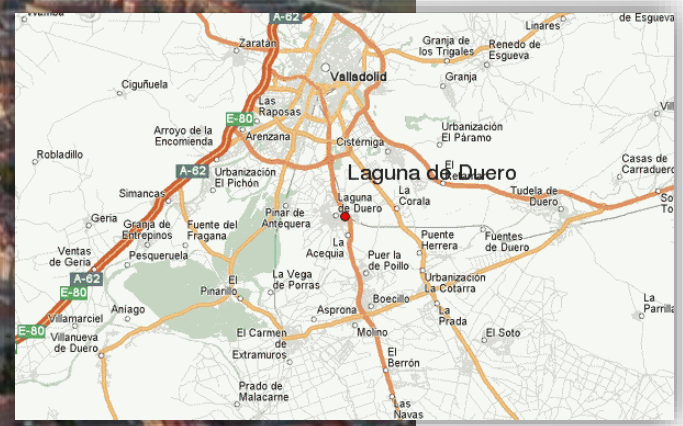 A-62
Linares
de Esgueva
Zaratán
Granja de
los Trigales
Renedo de
Esgueva
Valladolid
Granja
Ciguñuela
Las
Raposas
E-80
Arroyo de la
Encomienda
Arenzana
Cistérniga
Urbanización
El Páramo
Robladillo
A-62
Urbanización
El Pichón
Laguna de Duero
El
Casas de
Carraduero
Simancas
Laguna
de Duero
La
Corala
Tudela de
Duero
Geria
Granja de
Entrepinos
Fuente del
Fragana
Pinar de
Antequera
Ventas
de Geria
Pesqueruela
La
Acequia
Puente
Herrera
Fuentes
de Duero
A-62
E-80
El
Pinarillo
La Vega
de Porras
Puer la
de Poillo
Urbanización
La Cotarra
Villamarciel
Aniago
Asprona
Boecillo
La
Prada
La
Parrilla
E-80
Villanueva
de Duero
El Carmen
de
Extramuros
Molino
El Soto
El
Berrón
Prado de
Malacarne
Las
Navas